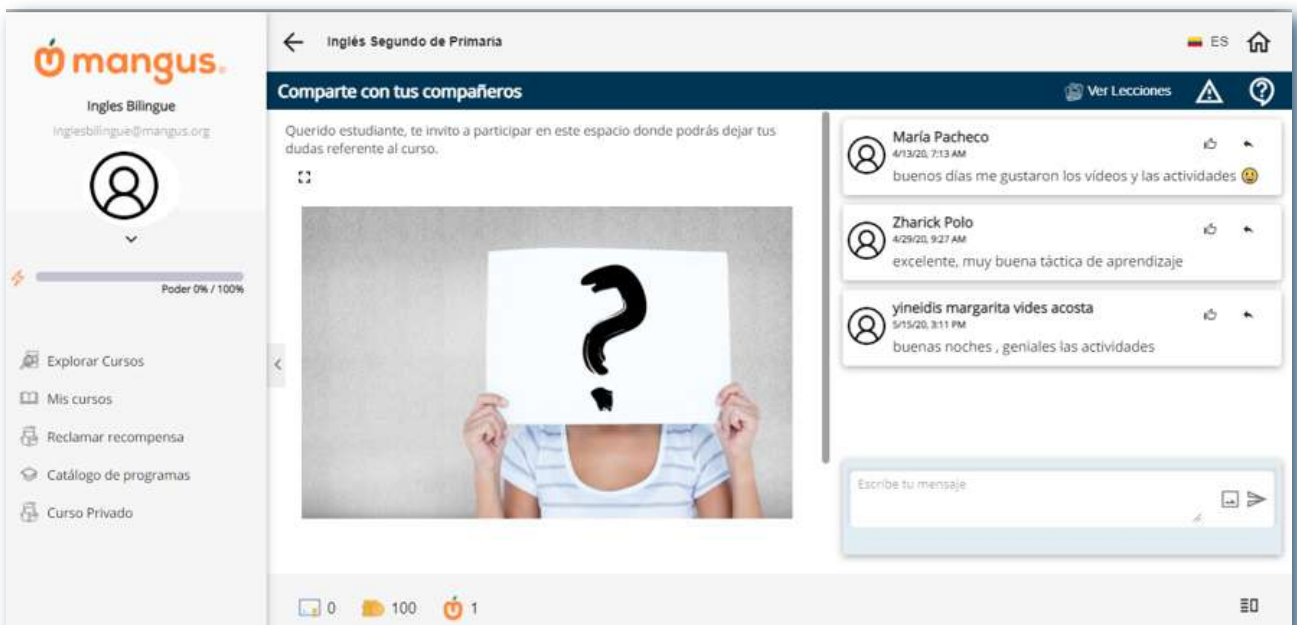 mangus
Ingles Bilingue
inglesbilingue@mangus.org
Poder 0% / 100%
Explorar Cursos
Mis cursos
Reclamar recompensa
Catálogo de programas
Curso Privado
Inglés Segundo de Primaria
ES
Comparte con tus compañeros
Ver Lecciones
Querido estudiante, te invito a participar en este espacio donde podrás dejar tus
dudas referente al curso.
?
María Pacheco
4/13/20, 7:13 AM
buenos días me gustaron los vídeos y las actividades
Zharick Polo
4/29/20, 9:27 AM
excelente, muy buena táctica de aprendizaje
yineidis margarita vides acosta
5/15/20, 3:11 PM
buenas noches , geniales las actividades
Escribe tu mensaje
0
100
1